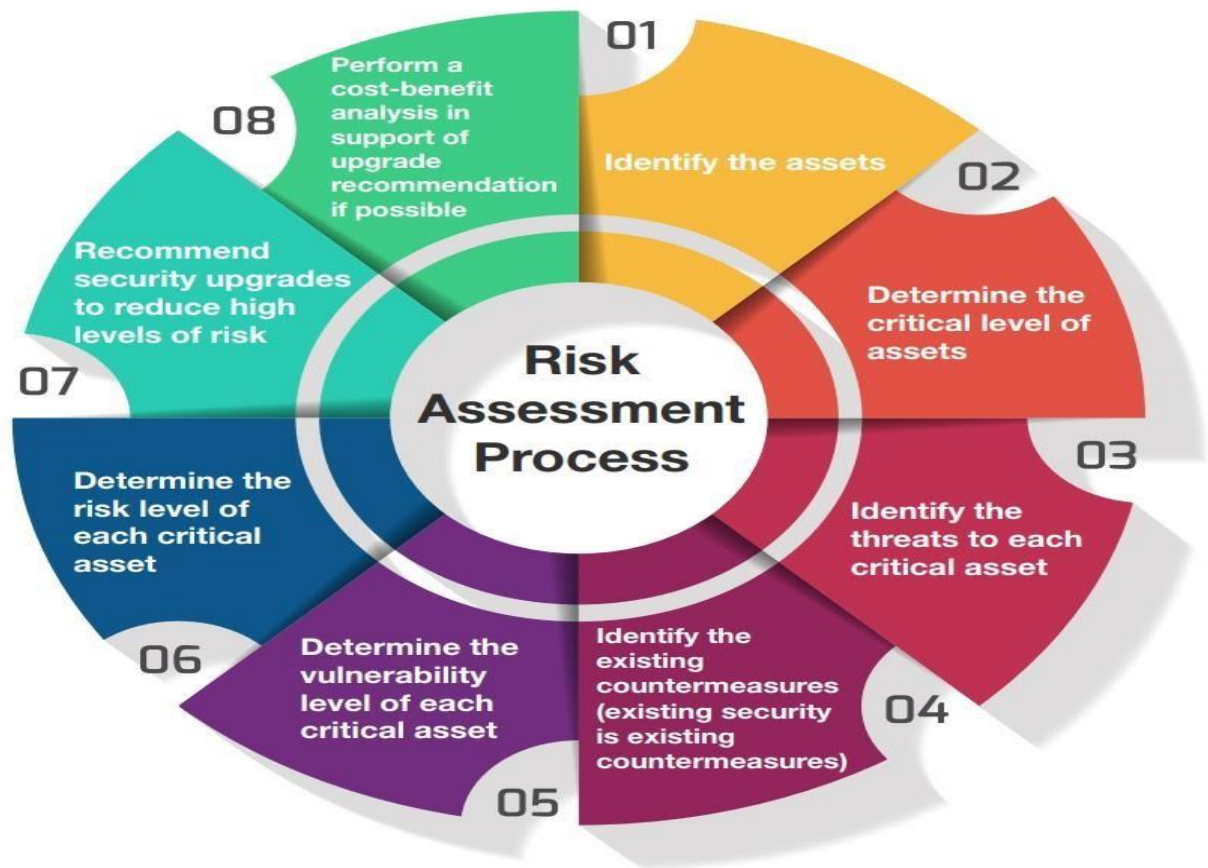 01
Identify the assets
02
Determine the
critical level of
assets
03
Identify the
threats to each
critical asset
04
Identify the
existing
countermeasures
(existing security
is existing
countermeasures)
05
Determine the
vulnerability
level of each
critical asset
06
Determine the
risk level of
each critical
asset
07
Recommend
security upgrades
to reduce high
levels of risk
08
Perform a
cost-benefit
analysis in
support of
upgrade
recommendation
if possible
Risk
Assessment
Process